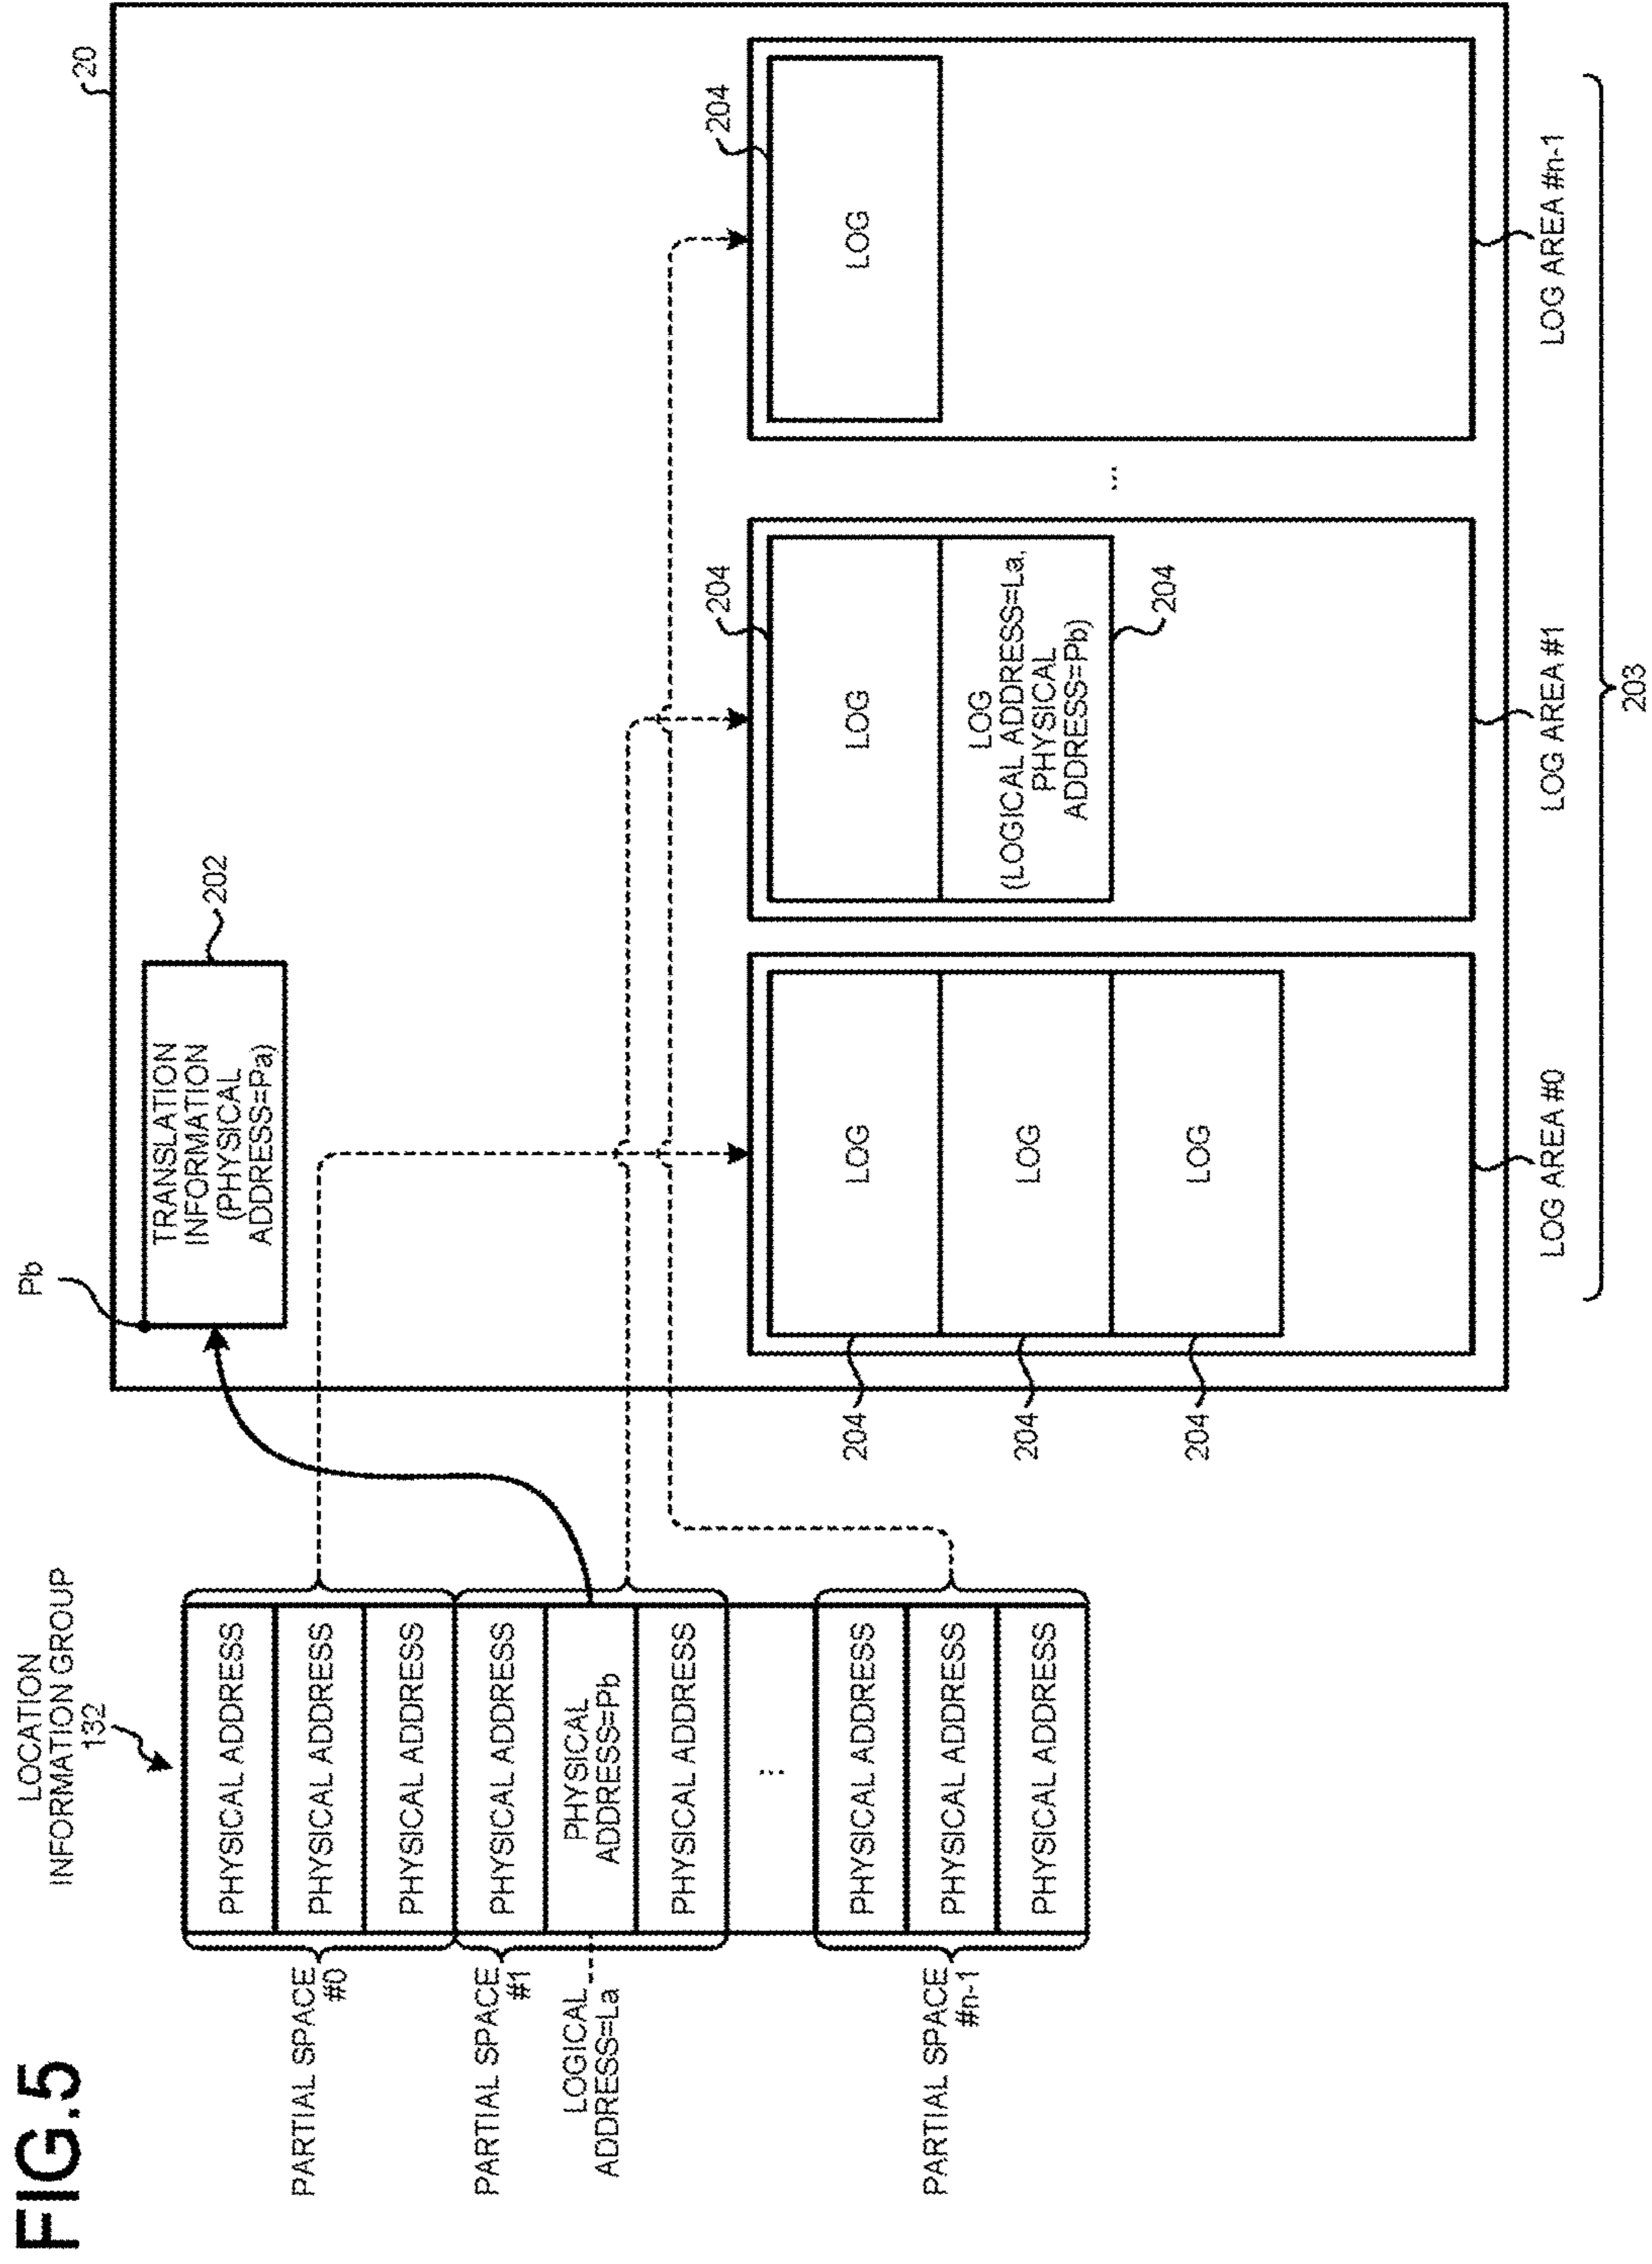 FIG.5
LOCATION
INFORMATION GROUP
132
PARTIAL SPACE
#0
PHYSICAL ADDRESS
PHYSICAL ADDRESS
PHYSICAL ADDRESS
PARTIAL SPACE
#1
PHYSICAL ADDRESS
LOGICAL
ADDRESS=La
PHYSICAL
ADDRESS=Pb
PHYSICAL ADDRESS
...
PARTIAL SPACE
#n-1
PHYSICAL ADDRESS
PHYSICAL ADDRESS
PHYSICAL ADDRESS
Pb
20
TRANSLATION
INFORMATION
(PHYSICAL
ADDRESS=Pa)
202
204
LOG
204
LOG
204
LOG
LOG AREA #0
204
LOG
LOG
(LOGICAL ADDRESS=La,
PHYSICAL
ADDRESS=Pb)
204
LOG AREA #1
...
204
LOG
LOG AREA #n-1
203